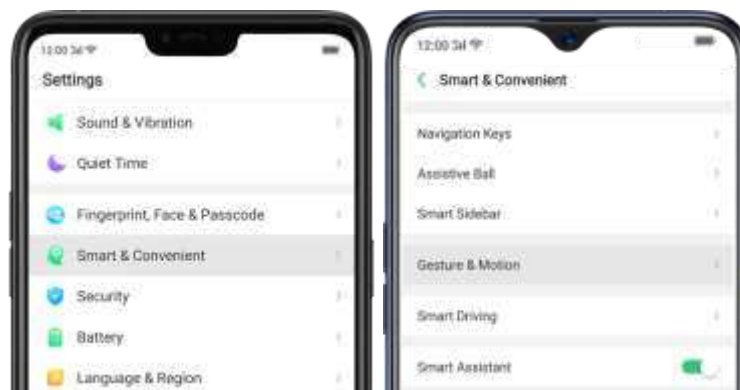 12:00
Settings
Sound & Vibration
Quiet Time
Fingerprint, Face & Passcode
Smart & Convenient
Security
Battery
Language & Region
12:00
Smart & Convenient
Navigation Keys
Assistive Ball
Smart Sidebar
Gesture & Motion
Smart Driving
Smart Assistant